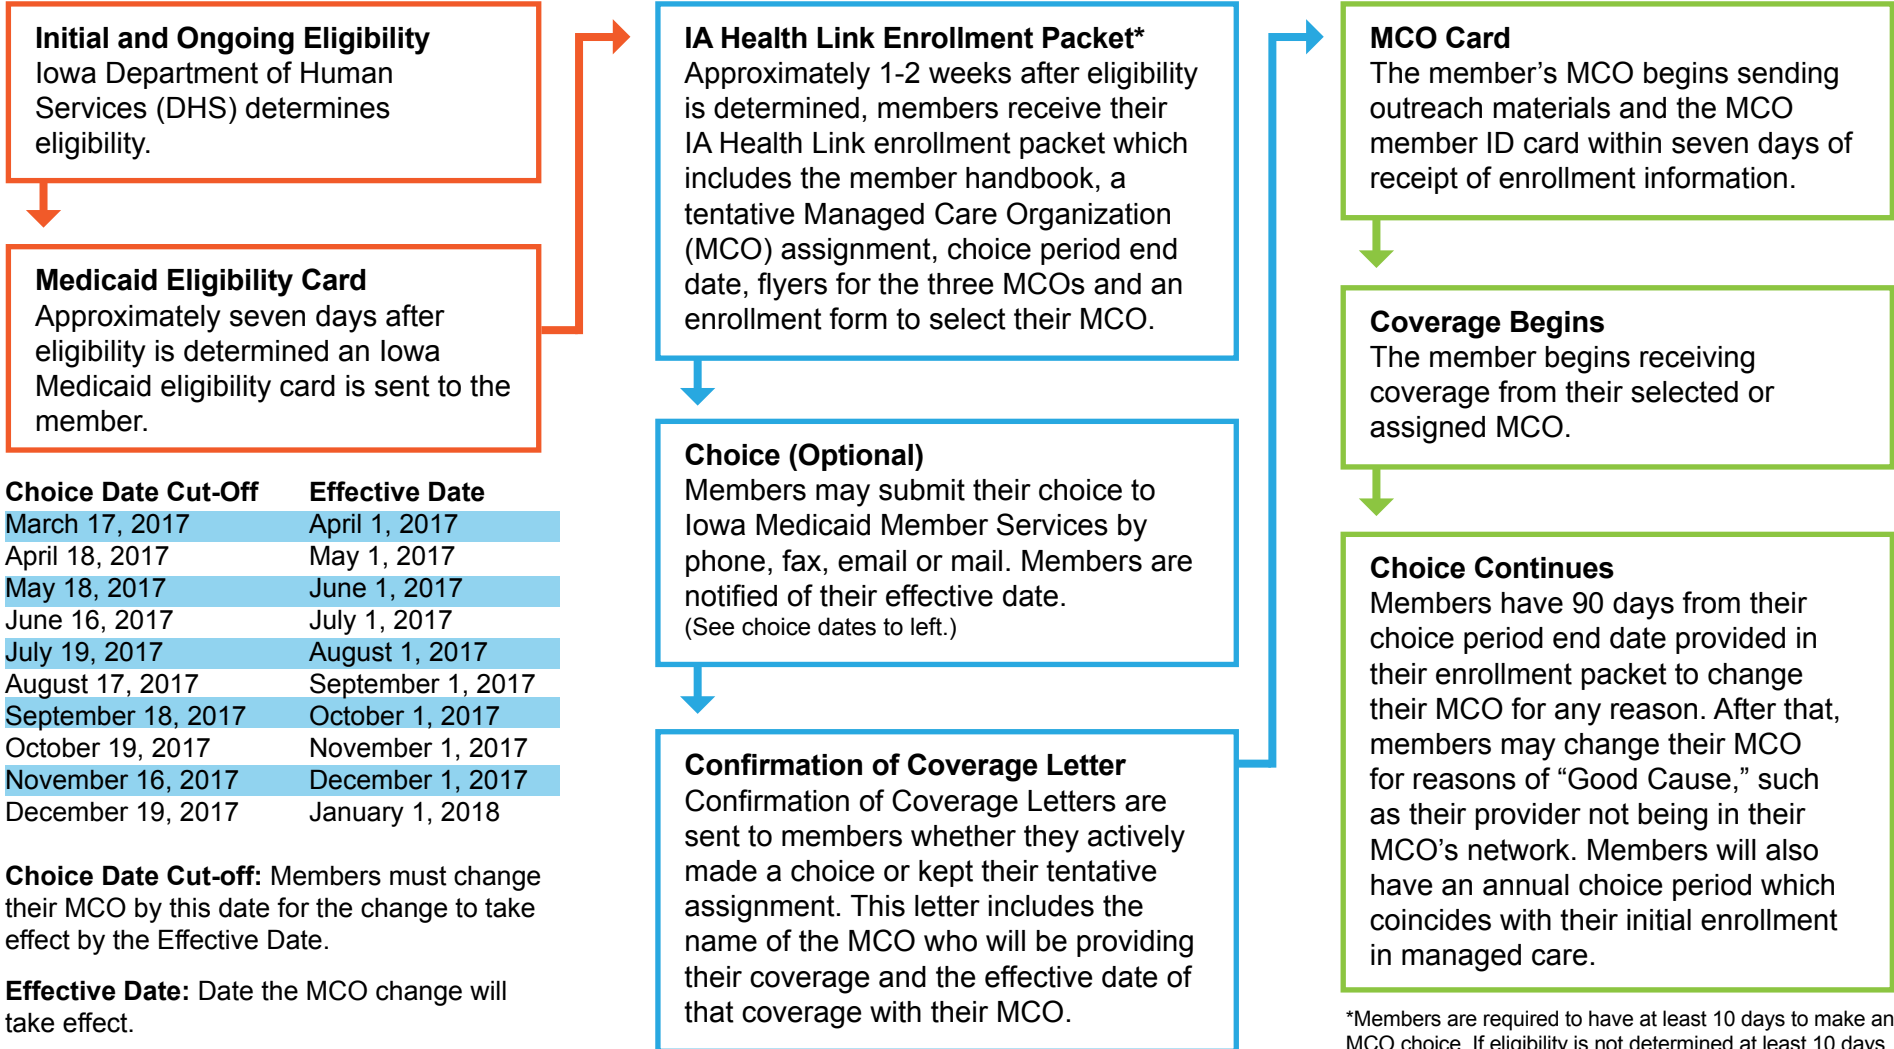 Initial and Ongoing Eligibility
Iowa Department of Human
Services (DHS) determines
eligibility.
Medicaid Eligibility Card
Approximately seven days after
eligibility is determined an Iowa
Medicaid eligibility card is sent to the
member.
Choice Date Cut-Off Effective Date
March 17, 2017 April 1, 2017
April 18, 2017 May 1, 2017
May 18, 2017 June 1, 2017
June 16, 2017 July 1, 2017
July 19, 2017 August 1, 2017
August 17, 2017 September 1, 2017
September 18, 2017 October 1, 2017
October 19, 2017 November 1, 2017
November 16, 2017 December 1, 2017
December 19, 2017 January 1, 2018
Choice Date Cut-off: Members must change
their MCO by this date for the change to take
effect by the Effective Date.
Effective Date: Date the MCO change will
take effect.
IA Health Link Enrollment Packet*
Approximately 1-2 weeks after eligibility
is determined, members receive their
IA Health Link enrollment packet which
includes the member handbook, a
tentative Managed Care Organization
(MCO) assignment, choice period end
date, flyers for the three MCOs and an
enrollment form to select their MCO.
Choice (Optional)
Members may submit their choice to
Iowa Medicaid Member Services by
phone, fax, email or mail. Members are
notified of their effective date.
(See choice dates to left.)
Confirmation of Coverage Letter
Confirmation of Coverage Letters are
sent to members whether they actively
made a choice or kept their tentative
assignment. This letter includes the
name of the MCO who will be providing
their coverage and the effective date of
that coverage with their MCO.
MCO Card
The member's MCO begins sending
outreach materials and the MCO
member ID card within seven days of
receipt of enrollment information.
Coverage Begins
The member begins receiving
coverage from their selected or
assigned MCO.
Choice Continues
Members have 90 days from their
choice period end date provided in
their enrollment packet to change
their MCO for any reason. After that,
members may change their MCO
for reasons of “Good Cause,” such
as their provider not being in their
MCO's network. Members will also
have an annual choice period which
coincides with their initial enrollment
in managed care.
*Members are required to have at least 10 days to make an
MCO choice. If eligibility is not determined at least 10 days